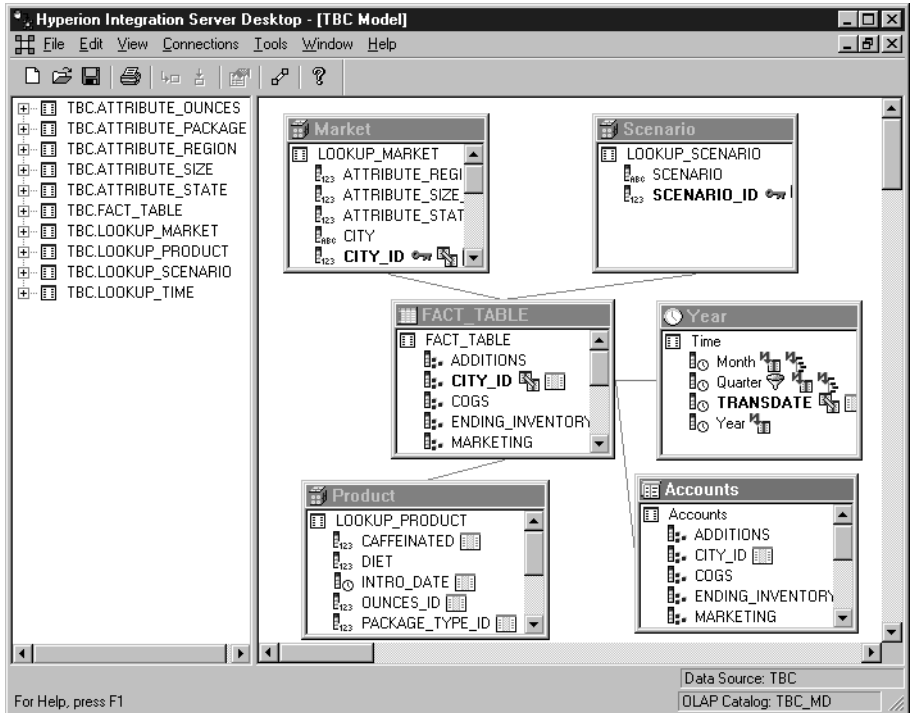 Hyperion Integration Server Desktop - [TBC Model]
File Edit View Connections Tools Window Help
TBC.ATTRIBUTE_OUNCES
TBC.ATTRIBUTE_PACKAGE
TBC.ATTRIBUTE_REGION
TBC.ATTRIBUTE_SIZE
TBC.ATTRIBUTE_STATE
TBC.FACT_TABLE
TBC.LOOKUP_MARKET
TBC.LOOKUP_PRODUCT
TBC.LOOKUP_SCENARIO
TBC.LOOKUP_TIME
Market
LOOKUP_MARKET
ATTRIBUTE_REGI
ATTRIBUTE_SIZE_
ATTRIBUTE_STAT
CITY
CITY_ID
Scenario
LOOKUP_SCENARIO
SCENARIO
SCENARIO_ID
FACT_TABLE
FACT_TABLE
ADDITIONS
CITY_ID
COGS
ENDING_INVENTORY
MARKETING
Year
Time
Month
Quarter
TRANSDATE
Year
Product
LOOKUP_PRODUCT
CAFFEINATED
DIET
INTRO_DATE
OUNCES_ID
PACKAGE_TYPE_ID
Accounts
Accounts
ADDITIONS
CITY_ID
COGS
ENDING_INVENTORY
MARKETING
Data Source: TBC
For Help, press F1
OLAP Catalog: TBC_MD